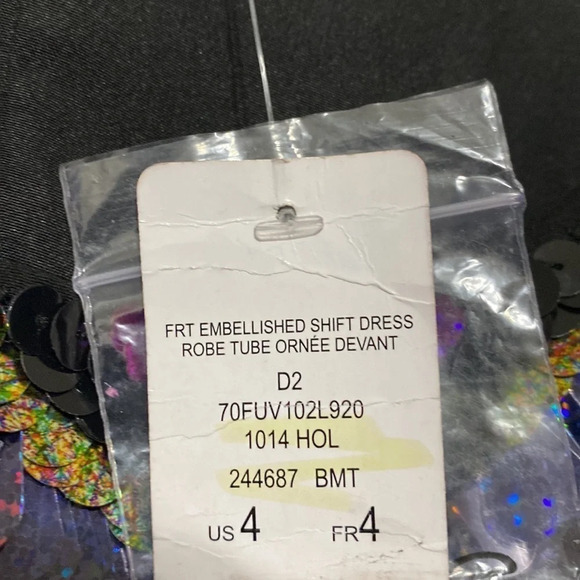 FRT EMBELLISHED SHIFT DRESS
ROBE TUBE ORNÉE DEVANT
D2
70FUV102L920
1014 HOL
244687 BMT
US 4 FR 4